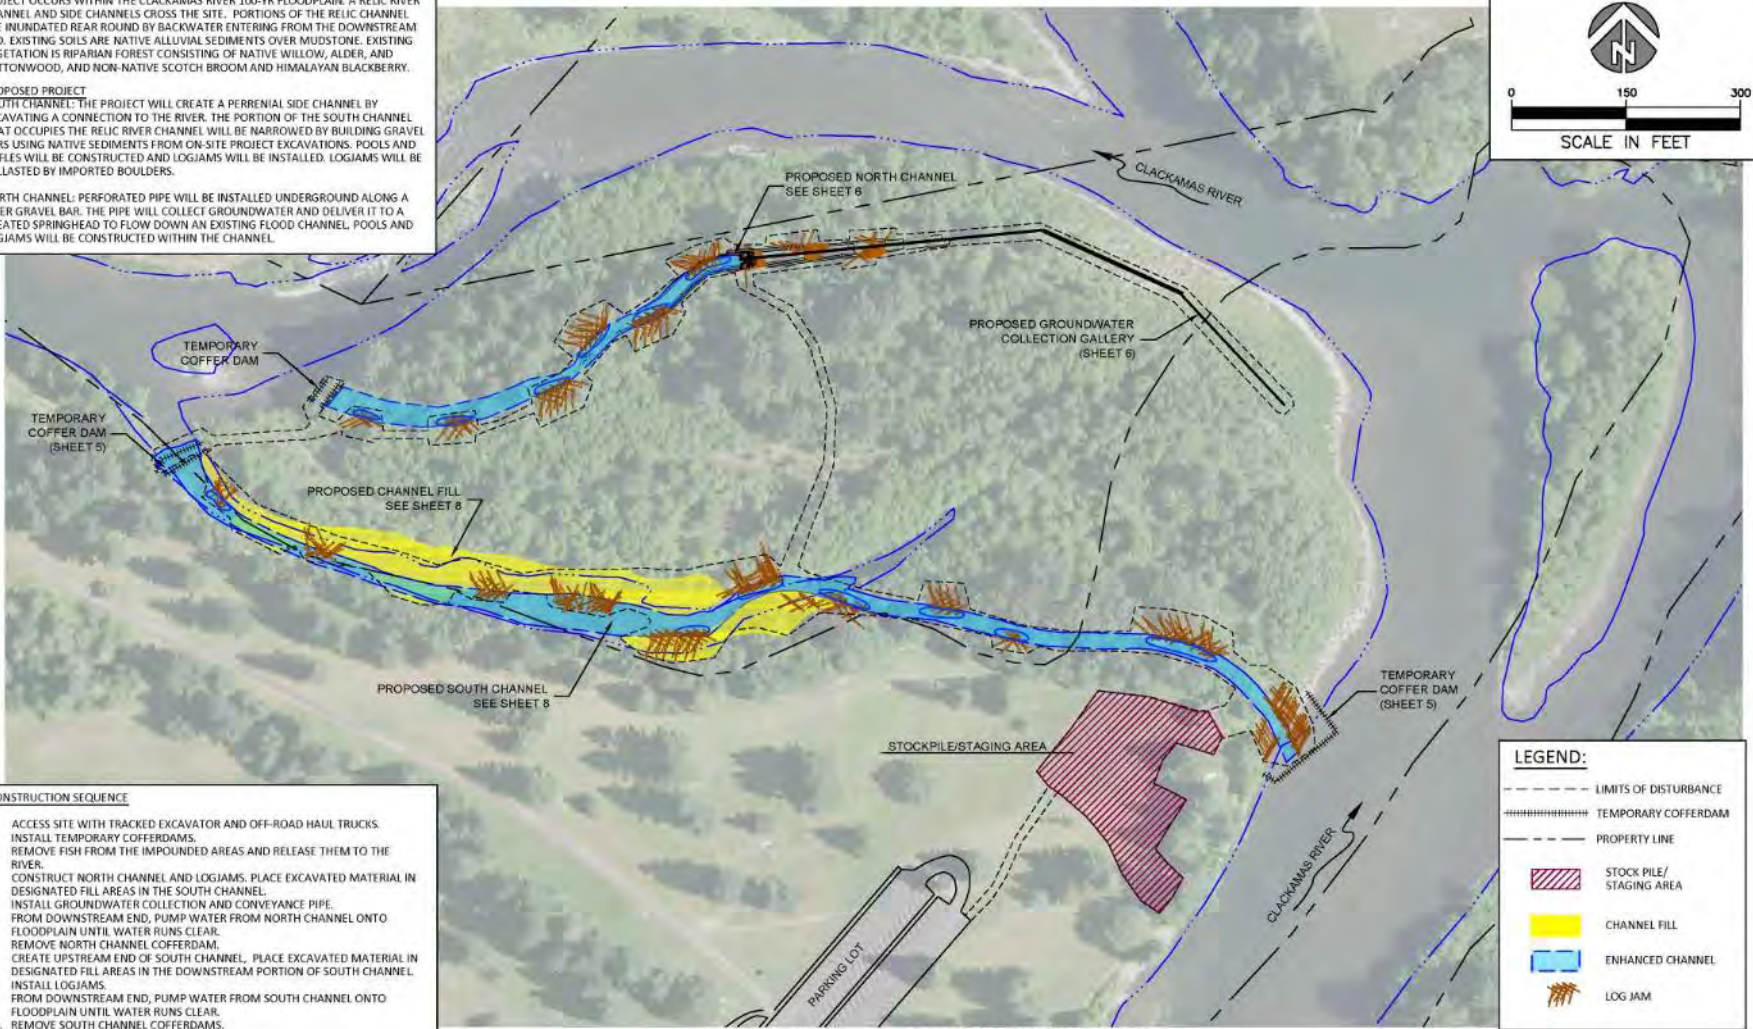 OJECT OCCURS WITHIN THE CLACKAMAS RIVER 100-YR FLOODPLAIN. A RELIC RIVER
ANNEL AND SIDE CHANNELS CROSS THE SITE. PORTIONS OF THE RELIC CHANNEL
E INUNDATED REAR ROUND BY BACKWATER ENTERING FROM THE DOWNSTREAM
D. EXISTING SOILS ARE NATIVE ALLUVIAL SEDIMENTS OVER MUDSTONE. EXISTING
GETATION IS RIPARIAN FOREST CONSISTING OF NATIVE WILLOW, ALDER, AND
TTONWOOD, AND NON-NATIVE SCOTCH BROOM AND HIMALAYAN BLACKBERRY.
OPOSED PROJECT
UTH CHANNEL: THE PROJECT WILL CREATE A PERRENIAL SIDE CHANNEL BY
CAVATING A CONNECTION TO THE RIVER. THE PORTION OF THE SOUTH CHANNEL
AT OCCUPIES THE RELIC RIVER CHANNEL WILL BE NARROWED BY BUILDING GRAVEL
RS USING NATIVE SEDIMENTS FROM ON-SITE PROJECT EXCAVATIONS. POOLS AND
FLES WILL BE CONSTRUCTED AND LOGJAMS WILL BE INSTALLED. LOGJAMS WILL BE
LLASTED BY IMPORTED BOULDERS.
RTH CHANNEL: PERFORATED PIPE WILL BE INSTALLED UNDERGROUND ALONG A
ER GRAVEL BAR. THE PIPE WILL COLLECT GROUNDWATER AND DELIVER IT TO A
EATED SPRINGHEAD TO FLOW DOWN AN EXISTING FLOOD CHANNEL. POOLS AND
GJAMS WILL BE CONSTRUCTED WITHIN THE CHANNEL.
N
0 150 300
SCALE IN FEET
PROPOSED NORTH CHANNEL
SEE SHEET 6
CLACKAMAS RIVER
PROPOSED GROUNDWATER
COLLECTION GALLERY
(SHEET 6)
TEMPORARY
COFFER DAM
TEMPORARY
COFFER DAM
(SHEET 5)
PROPOSED CHANNEL FILL
SEE SHEET 8
PROPOSED SOUTH CHANNEL
SEE SHEET 8
TEMPORARY
COFFER DAM
(SHEET 5)
STOCKPILE/STAGING AREA
CLACKAMAS RIVER
PARKING LOT
ONSTRUCTION SEQUENCE
ACCESS SITE WITH TRACKED EXCAVATOR AND OFF-ROAD HAUL TRUCKS.
INSTALL TEMPORARY COFFERDAMS.
REMOVE FISH FROM THE IMPOUNDED AREAS AND RELEASE THEM TO THE
RIVER.
CONSTRUCT NORTH CHANNEL AND LOGJAMS. PLACE EXCAVATED MATERIAL IN
DESIGNATED FILL AREAS IN THE SOUTH CHANNEL.
INSTALL GROUNDWATER COLLECTION AND CONVEYANCE PIPE.
FROM DOWNSTREAM END, PUMP WATER FROM NORTH CHANNEL ONTO
FLOODPLAIN UNTIL WATER RUNS CLEAR.
REMOVE NORTH CHANNEL COFFERDAM.
CREATE UPSTREAM END OF SOUTH CHANNEL, PLACE EXCAVATED MATERIAL IN
DESIGNATED FILL AREAS IN THE DOWNSTREAM PORTION OF SOUTH CHANNEL
INSTALL LOGJAMS.
FROM DOWNSTREAM END, PUMP WATER FROM SOUTH CHANNEL ONTO
FLOODPLAIN UNTIL WATER RUNS CLEAR.
REMOVE SOUTH CHANNEL COFFERDAMS.
LEGEND:
LIMITS OF DISTURBANCE
TEMPORARY COFFERDAM
PROPERTY LINE
STOCK PILE/
STAGING AREA
CHANNEL FILL
ENHANCED CHANNEL
LOG JAM